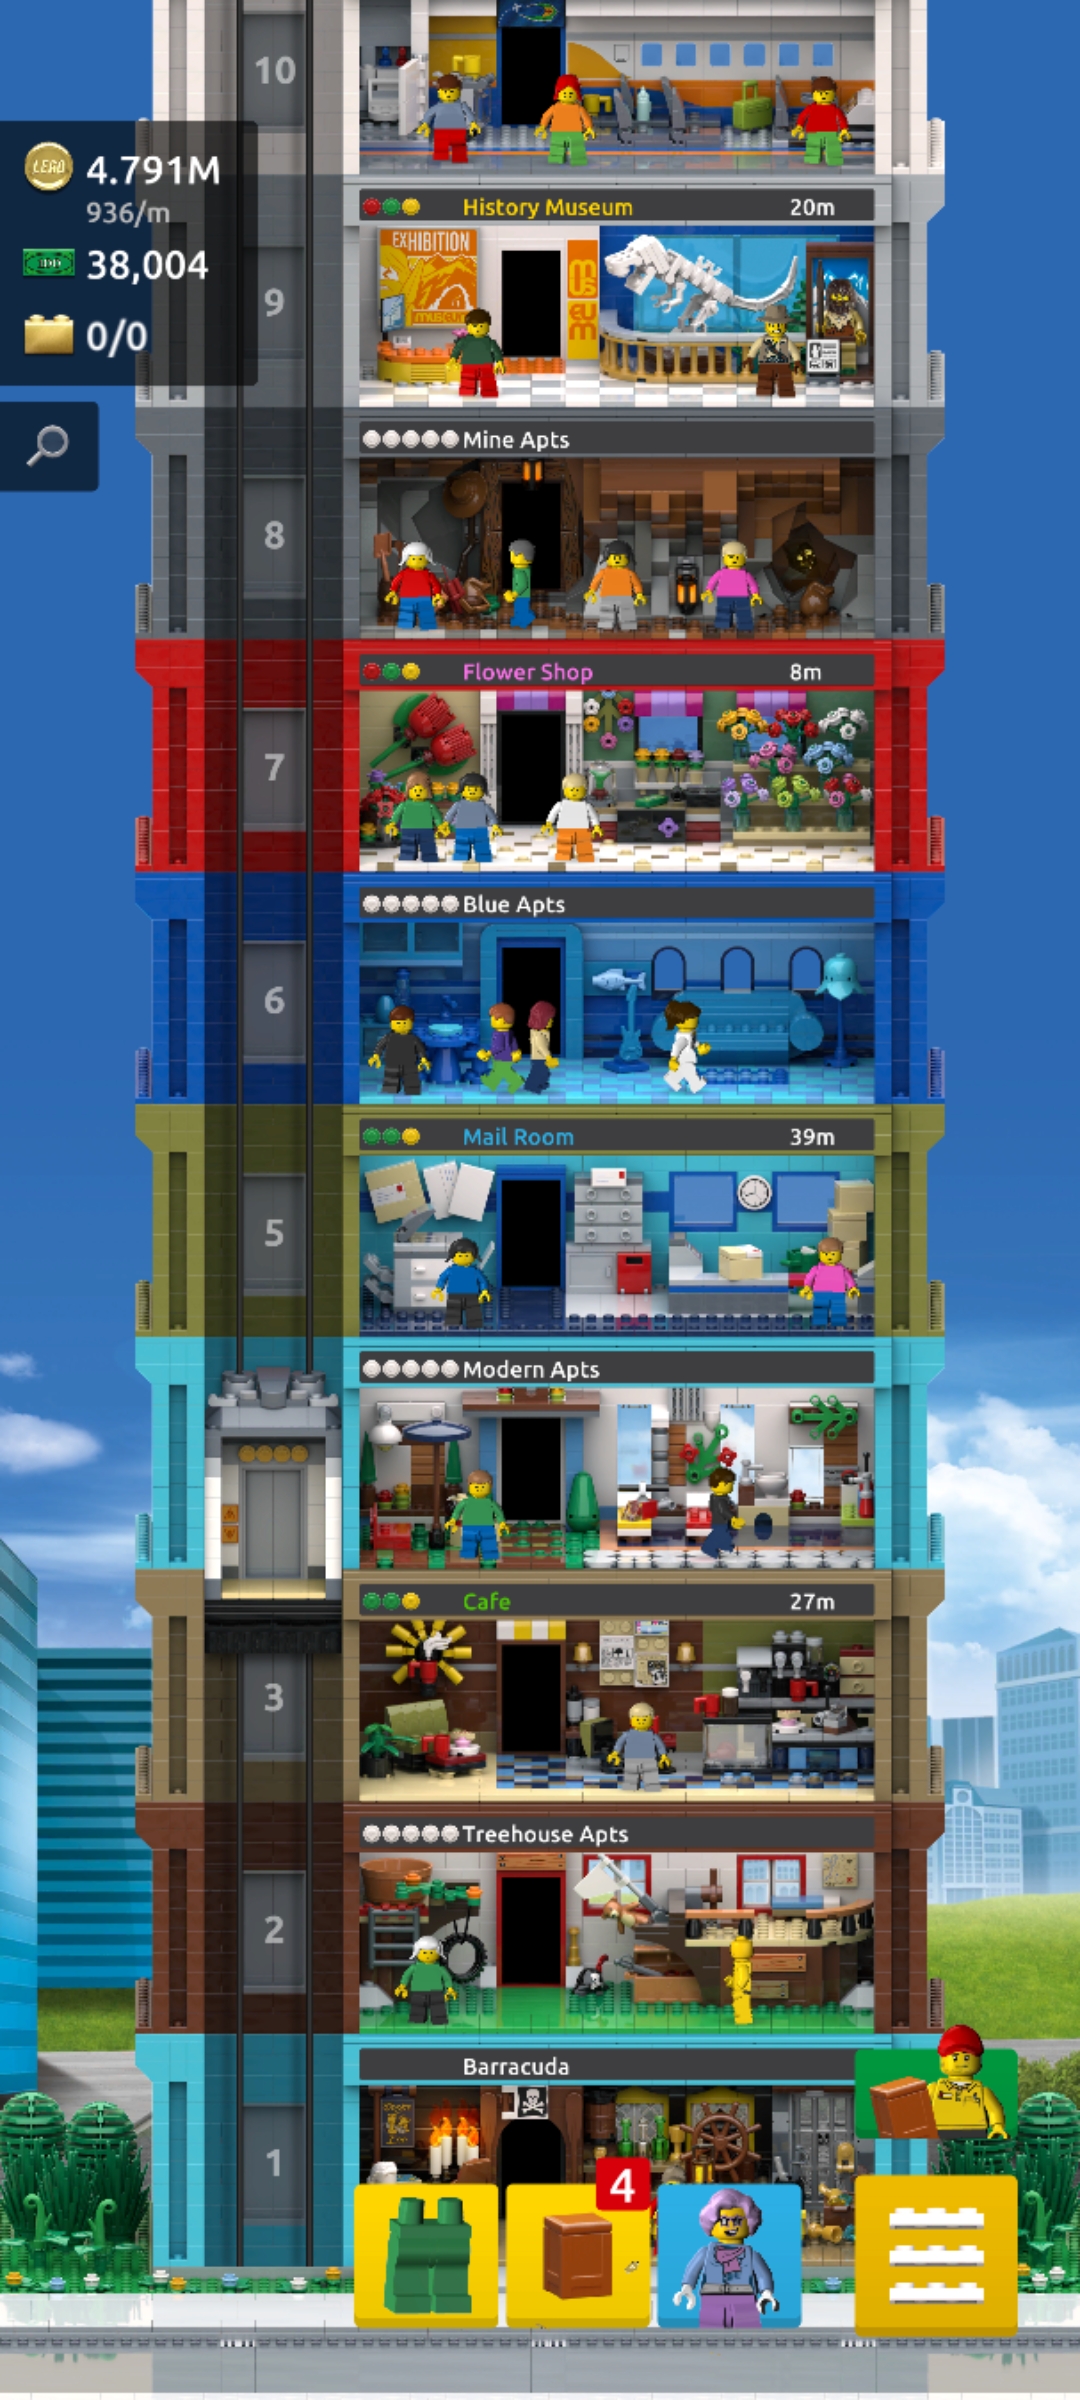 10
LEGO
4.791M
936/m
38,004
0/0
History Museum 20m
EXHIBITION
museum
MUS
EUM
9
Mine Apts
8
Flower Shop 8m
7
Blue Apts
6
Mail Room 39m
5
Modern Apts
Cafe 27m
3
Treehouse Apts
2
Barracuda
1
4